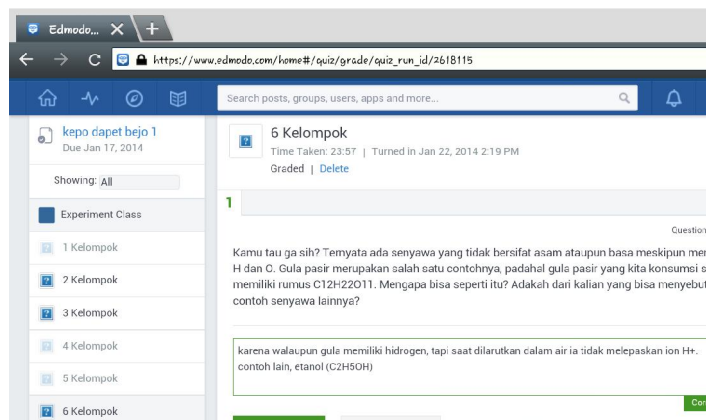 Edmodo...
https://www.edmodo.com/home#/quiz/grade/quiz_run_id/2618115
Search posts, groups, users, apps and more...
kepo dapet bejo 1
Due Jan 17, 2014
Showing: All
Experiment Class
1 Kelompok
2 Kelompok
3 Kelompok
4 Kelompok
5 Kelompok
6 Kelompok
6 Kelompok
Time Taken: 23:57 | Turned in Jan 22, 2014 2:19 PM
Graded | Delete
1
Question
Kamu tau ga sih? Ternyata ada senyawa yang tidak bersifat asam ataupun basa meskipun mer
H dan O. Gula pasir merupakan salah satu contohnya, padahal gula pasir yang kita konsumsi s
memiliki rumus C12H22O11. Mengapa bisa seperti itu? Adakah dari kalian yang bisa menyebut
contoh senyawa lainnya?
karena walaupun gula memiliki hidrogen, tapi saat dilarutkan dalam air ia tidak melepaskan ion H+.
contoh lain, etanol (C2H5OH)
Cor